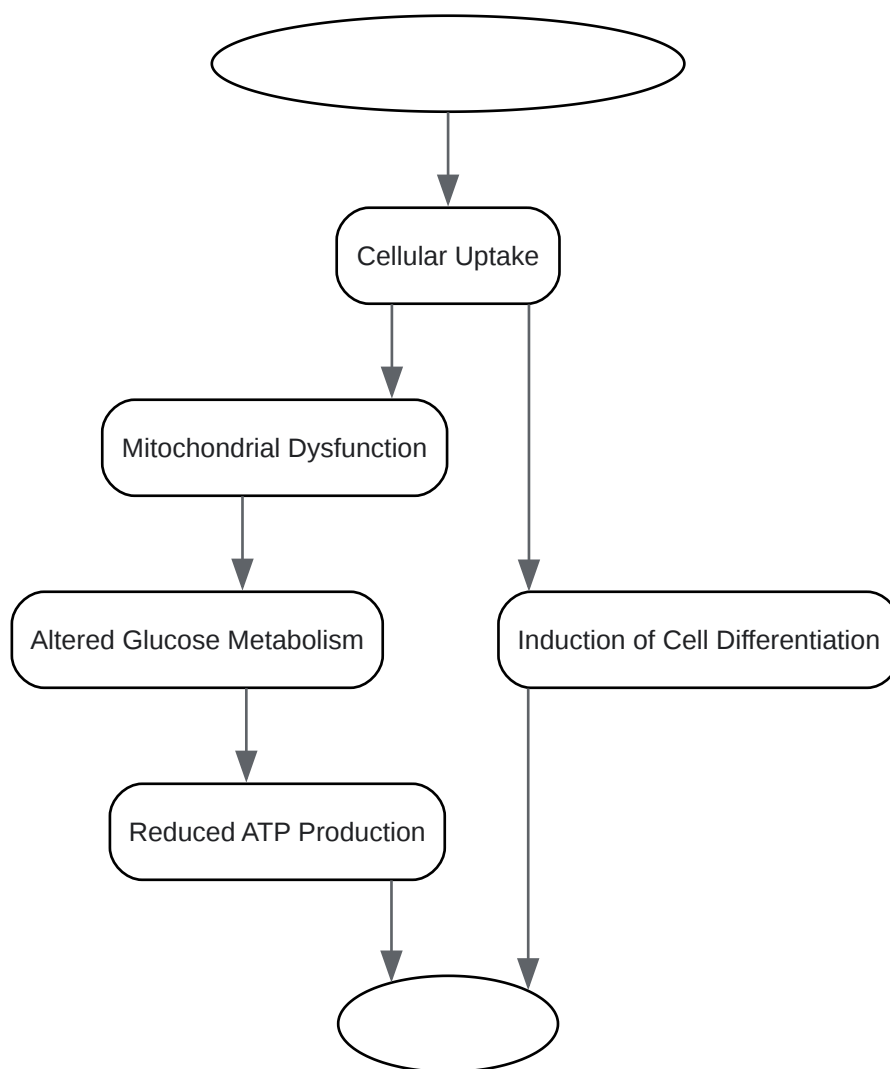 Cellular Uptake
Mitochondrial Dysfunction
Altered Glucose Metabolism
Induction of Cell Differentiation
Reduced ATP Production